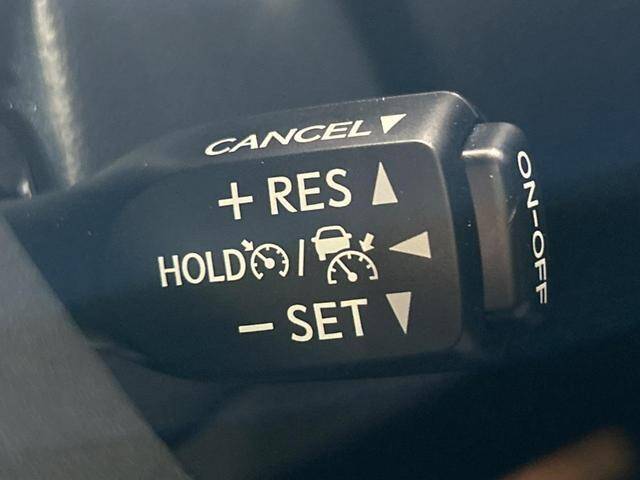 CANCEL
+ RES
HOLD /
- SET
ON-OFF